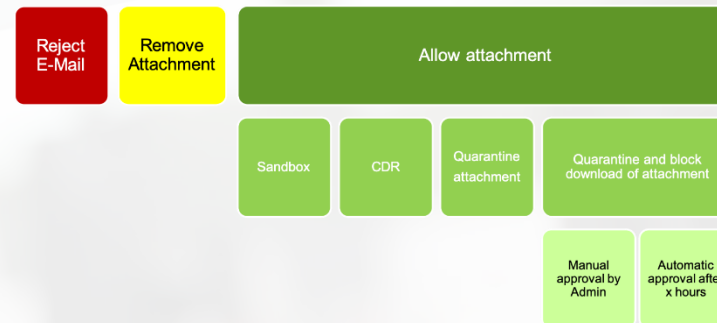 Reject
E-Mail
Remove
Attachment
Allow attachment
Sandbox
CDR
Quarantine
attachment
Quarantine and block
download of attachment
Manual
approval by
Admin
Automatic
approval
x hours